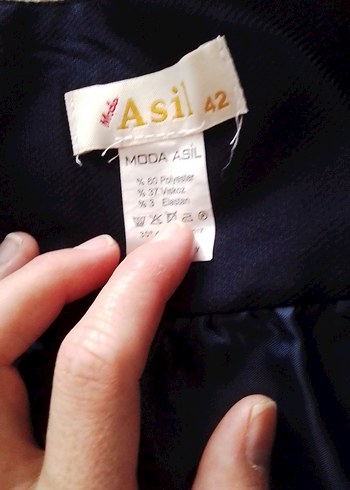 Moda Asil 42
MODA ASİL
% 60 Polyester
% 37 Viskoz
% 3 Elastan